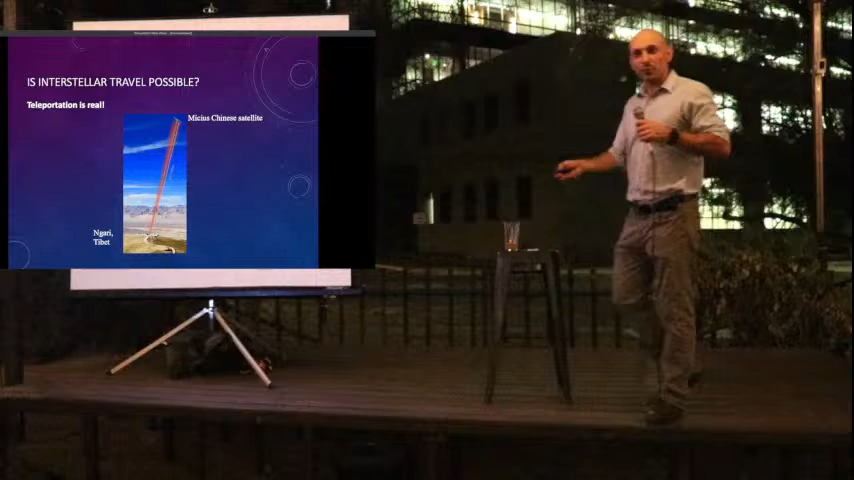 IS INTERSTELLAR TRAVEL POSSIBLE?
Teleportation is real!
Micius Chinese satellite
Ngari,
Tibet